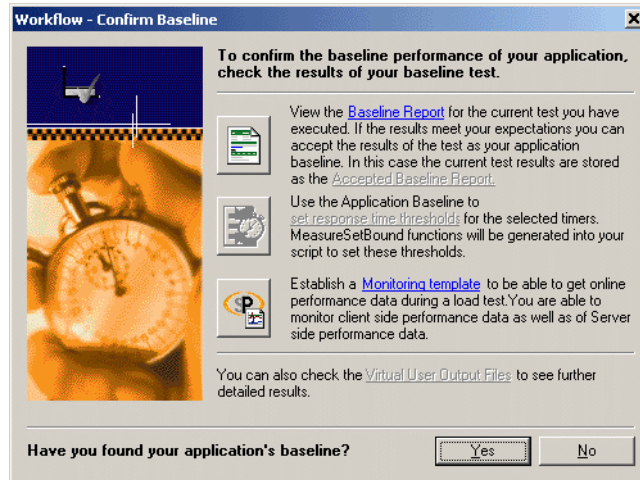 Workflow - Confirm Baseline
To confirm the baseline performance of your application,
check the results of your baseline test.
View the Baseline Report for the current test you have
executed. If the results meet your expectations you can
accept the results of the test as your application
baseline. In this case the current test results are stored
as the Accepted Baseline Report.
Use the Application Baseline to
set response time thresholds for the selected timers.
MeasureSetBound functions will be generated into your
script to set these thresholds.
Establish a Monitoring template to be able to get online
performance data during a load test.You are able to
monitor client side performance data as well as of Server
side performance data.
You can also check the Virtual User Output Files to see further
detailed results.
Have you found your application's baseline?
Yes
No